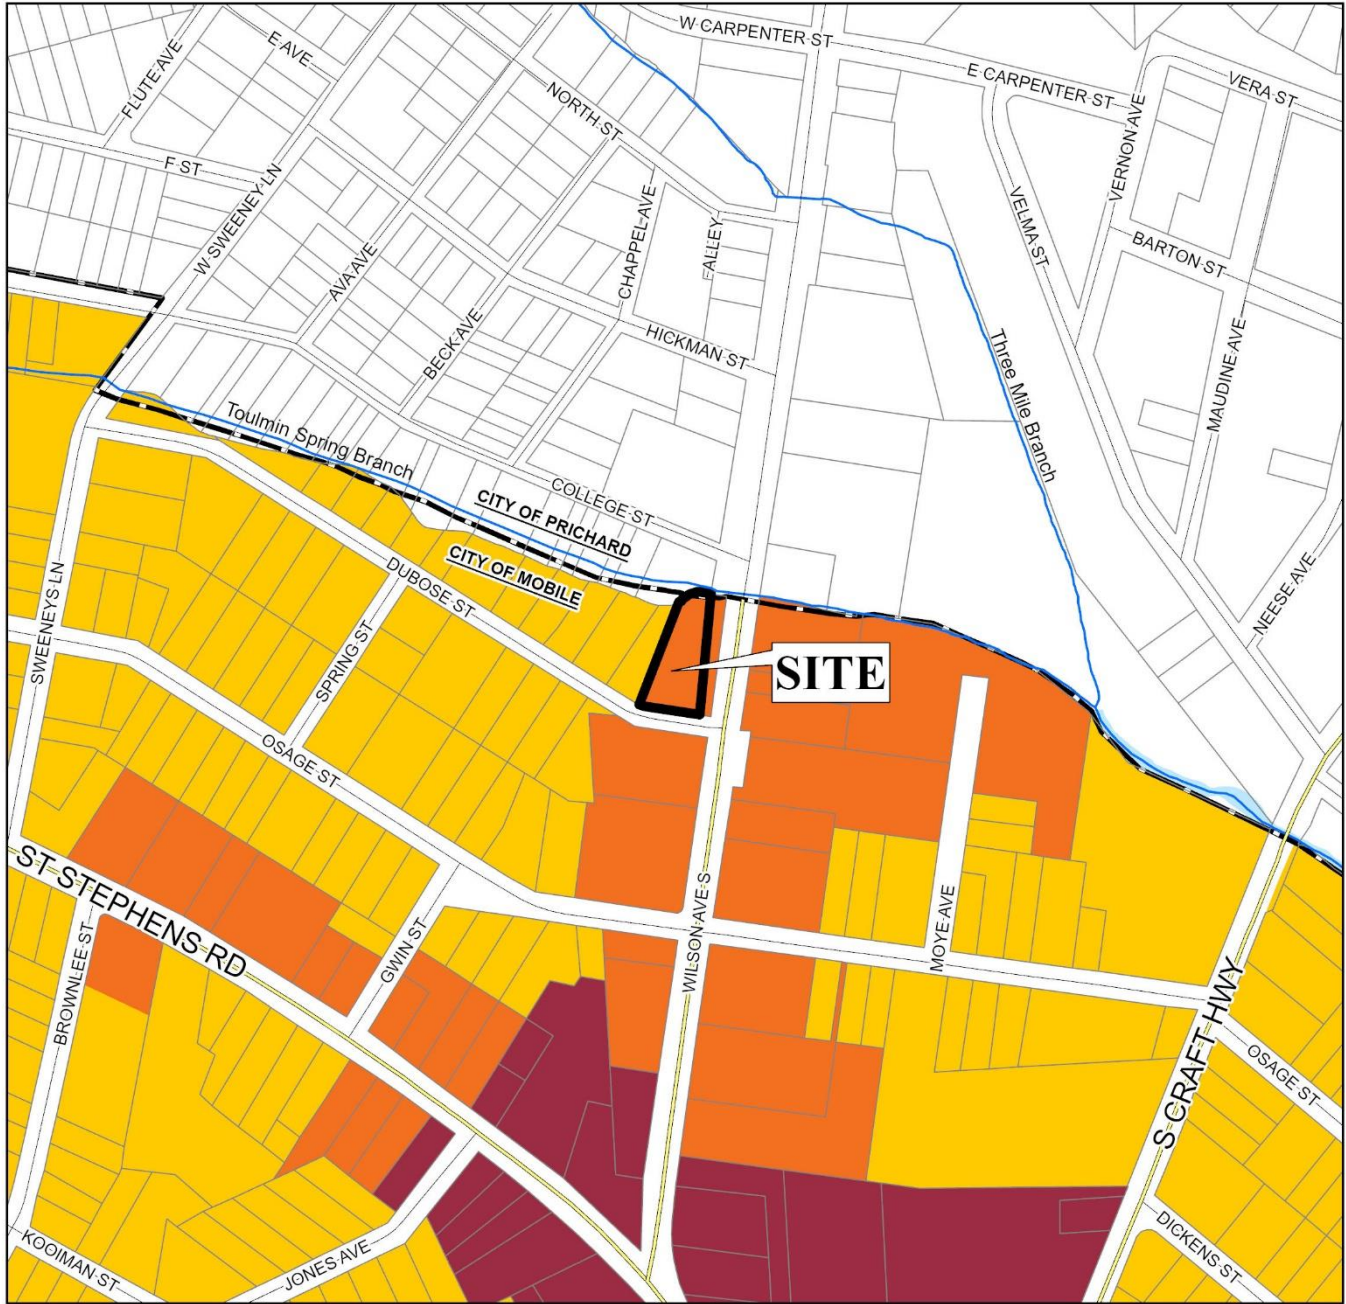 W CARPENTER ST
E CARPENTER ST
E AVE
FLUTE AVE
VERA ST
NORTH ST
VERNON AVE
F ST
W SWEENEY LN
CHAPPEL AVE
FALLEY
VELMA ST
BARTON ST
AVA AVE
BECK AVE
HICKMAN ST
Three Mile Branch
MAUDINE AVE
Toulmin Spring Branch
COLLEGE ST
CITY OF PRICHARD
CITY OF MOBILE
DUBOSE ST
NEESE AVE
SWEENEYS LN
SPRING ST
SITE
OSAGE ST
ST STEPHENS RD
BROWNLEE ST
GWIN ST
WILSON AVE S
MOYE AVE
S CRAFT HWY
OSAGE ST
KOOIMAN ST
JONES AVE
DICKENS ST